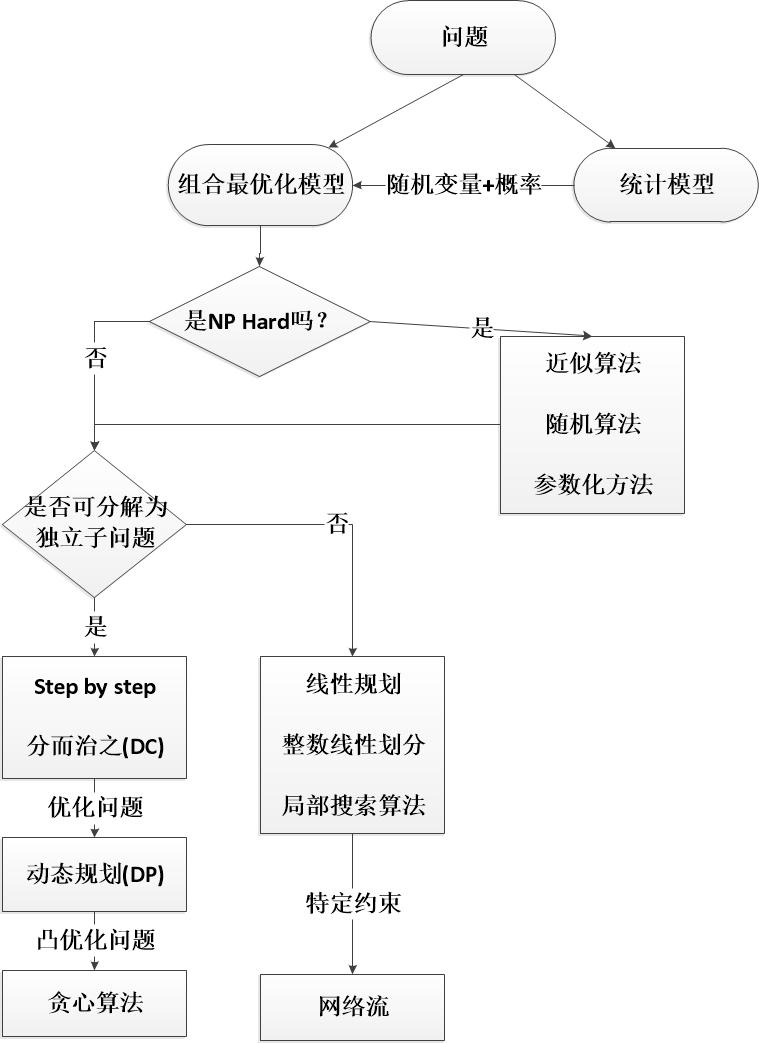 问题
组合最优化模型
随机变量+概率
统计模型
是NP Hard吗？
是
否
近似算法
随机算法
参数化方法
是否可分解为
独立子问题
否
是
Step by step
分而治之(DC)
线性规划
整数线性划分
局部搜索算法
优化问题
动态规划(DP)
特定约束
凸优化问题
贪心算法
网络流